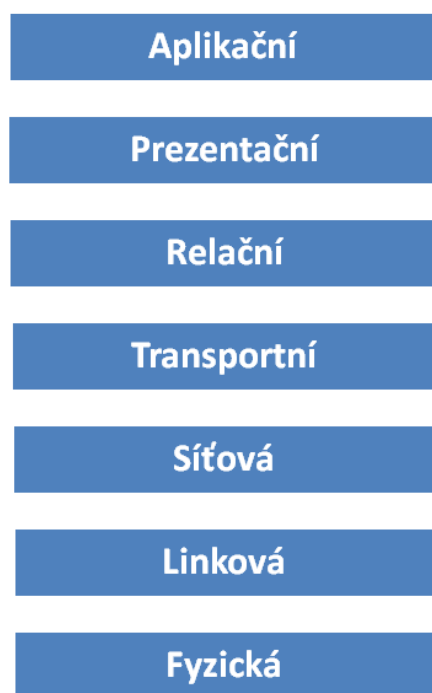 Aplikační
Prezentační
Relační
Transportní
Síťová
Linková
Fyzická